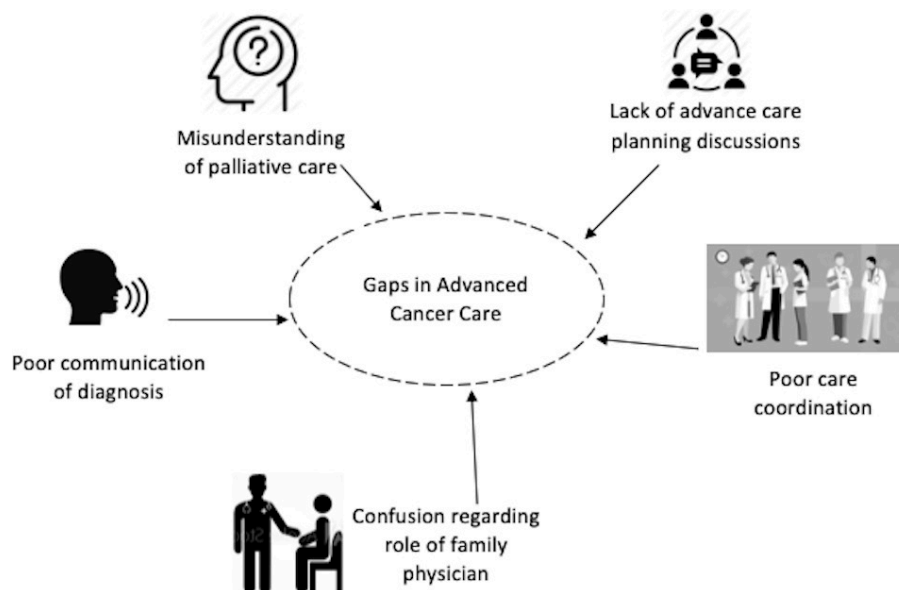 Misunderstanding
of palliative care
Lack of advance care
planning discussions
Gaps in Advanced
Cancer Care
Poor communication
of diagnosis
Poor care
coordination
Confusion regarding
role of family
physician